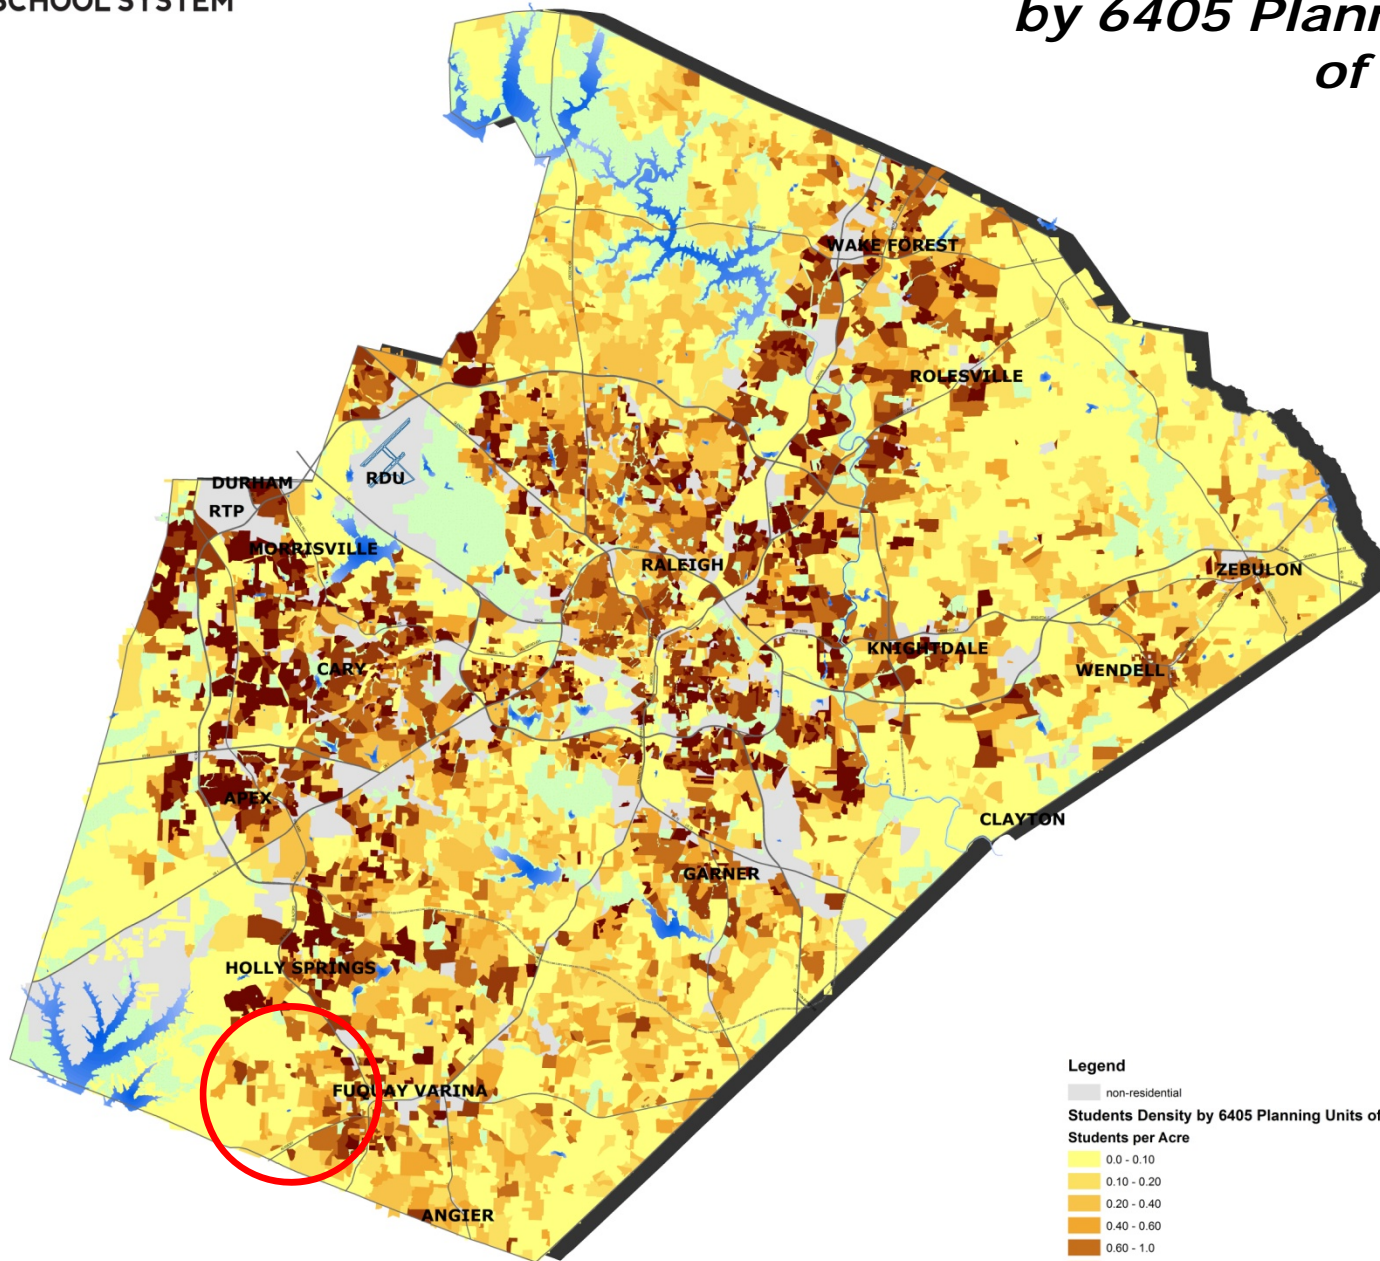 SCHOOL SYSTEM
by 6405 Plann
of
WAKE FOREST
ROLESVILLE
DURHAM
RDU
RTP
MORRISVILLE
RALEIGH
ZEBULON
KNIGHTDALE
CARY
WENDELL
APEX
CLAYTON
GARNER
HOLLY SPRINGS
FUQUAY VARINA
ANGIER
Legend
non-residential
Students Density by 6405 Planning Units of
Students per Acre
0.0 - 0.10
0.10 - 0.20
0.20 - 0.40
0.40 - 0.60
0.60 - 1.0